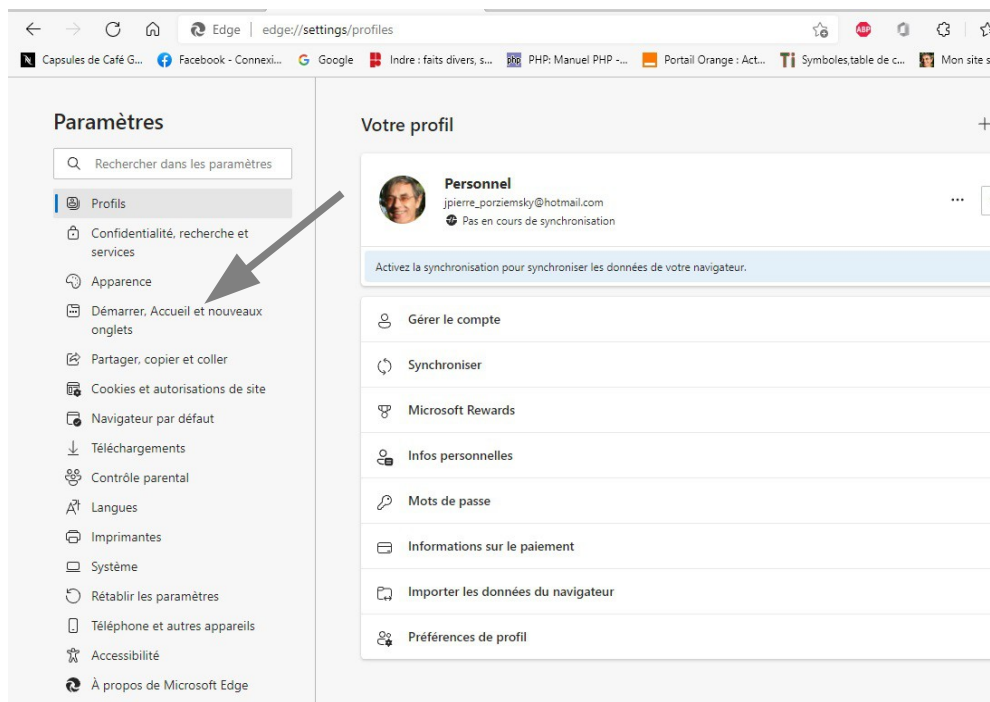 Edge | edge://settings/profiles
ABP
Capsules de Café G...
Facebook - Connexi...
Google
Indre : faits divers, s...
php
PHP: Manuel PHP -...
Portail Orange : Act...
Symboles,table de c...
Mon site s
Paramètres
Rechercher dans les paramètres
Profils
Confidentialité, recherche et
services
Apparence
Démarrer, Accueil et nouveaux
onglets
Partager, copier et coller
Cookies et autorisations de site
Navigateur par défaut
Téléchargements
Contrôle parental
Langues
Imprimantes
Système
Rétablir les paramètres
Téléphone et autres appareils
Accessibilité
À propos de Microsoft Edge
Votre profil
Personnel
jpierre_porziemsky@hotmail.com
Pas en cours de synchronisation
Activez la synchronisation pour synchroniser les données de votre navigateur.
Gérer le compte
Synchroniser
Microsoft Rewards
Infos personnelles
Mots de passe
Informations sur le paiement
Importer les données du navigateur
Préférences de profil